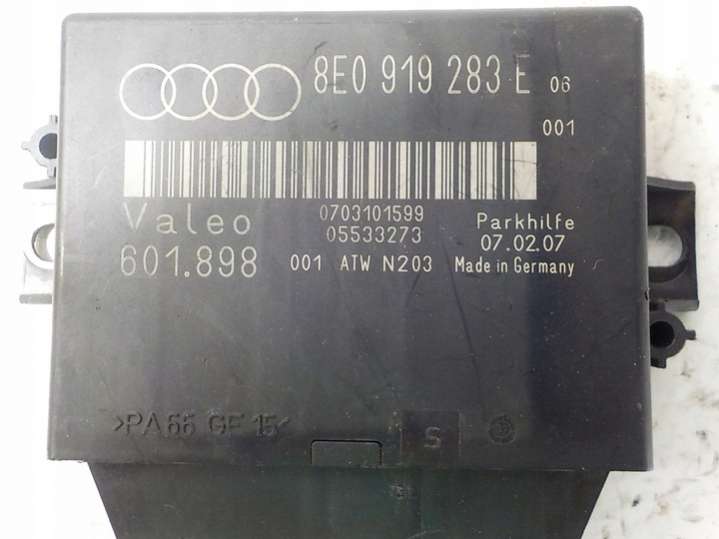 8E0 919 283 E 06
001
Valeo 0703101599 Parkhilfe
05533273 07.02.07
601.898 001 ATW N203 Made in Germany
>PA66 GF 15<
S